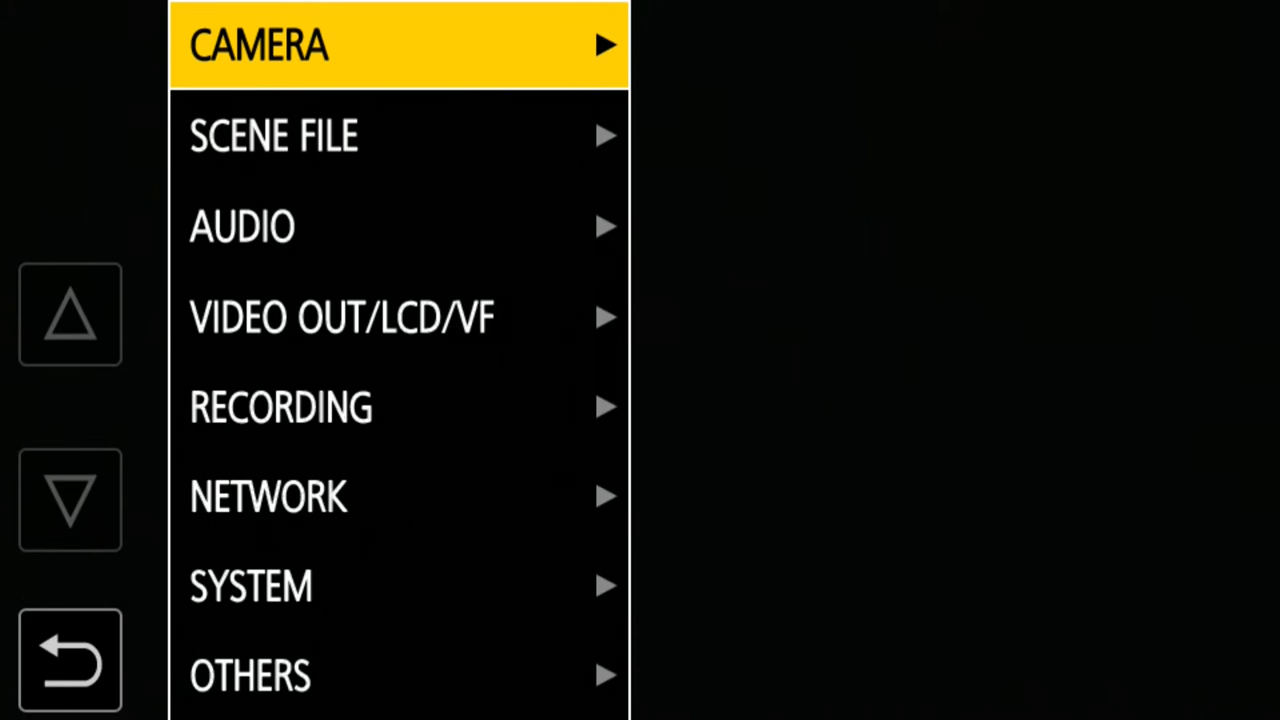 CAMERA
SCENE FILE
AUDIO
VIDEO OUT/LCD/VF
RECORDING
NETWORK
SYSTEM
OTHERS